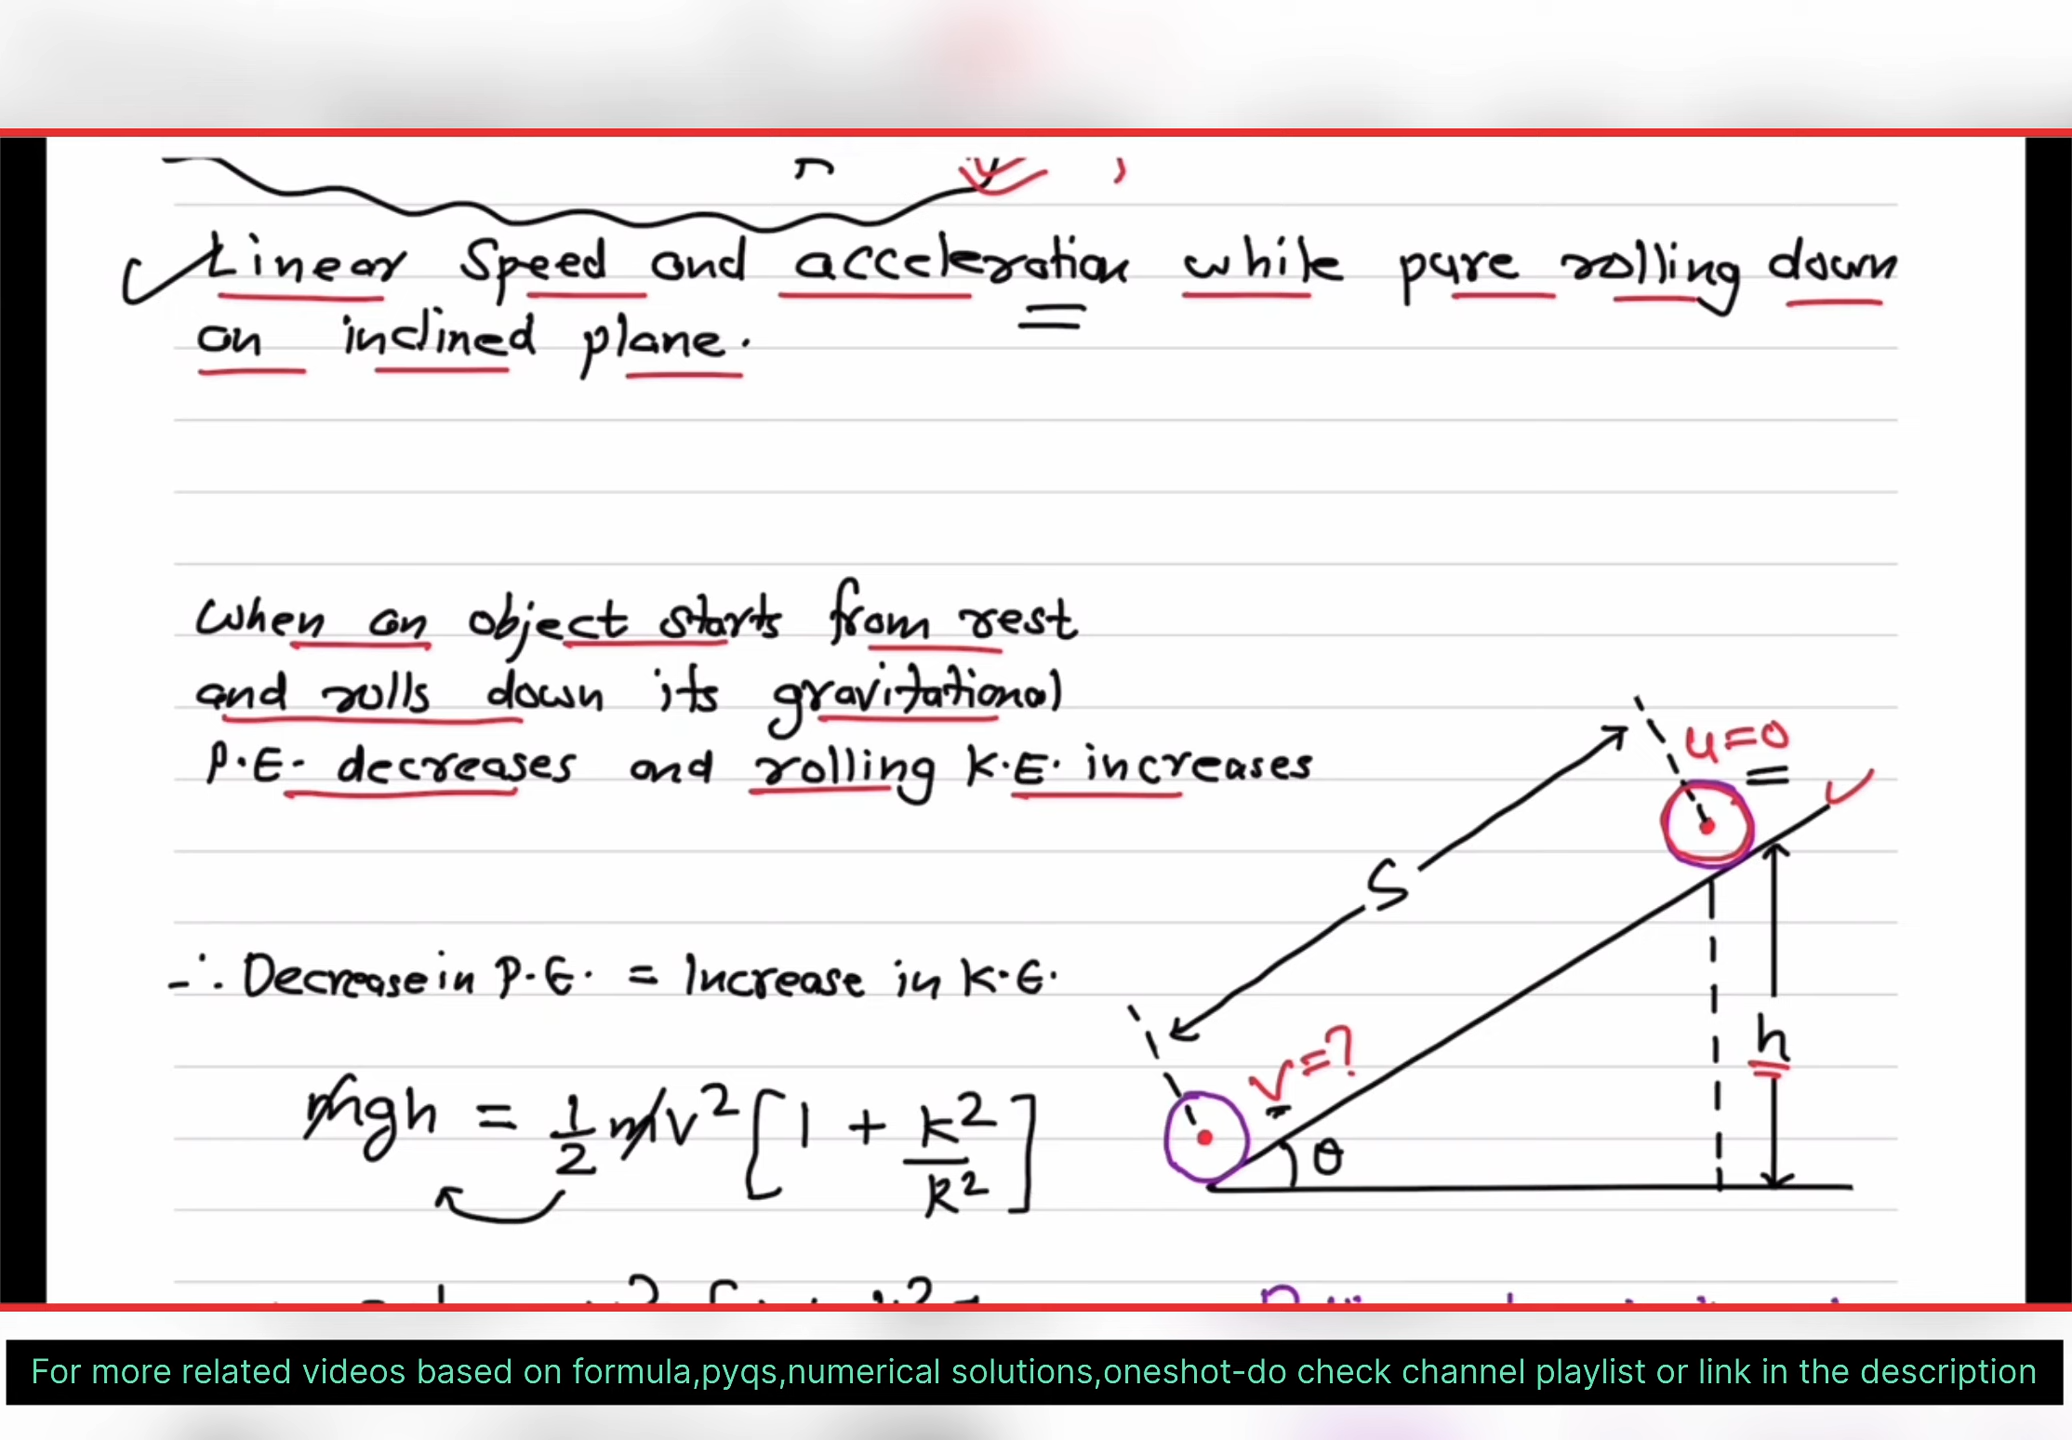 Linear Speed and acceleration while pure rolling down
an inclined plane.
When an object starts from rest
and rolls down its gravitational
P.E. decreases and rolling K.E. increases
u=0
S
∴ Decrease in P.E. = Increase in K.E.
h
v=?
mgh = 1/2 mv² [1 + k²/R²]
θ
For more related videos based on formula,pyqs,numerical solutions,oneshot-do check channel playlist or link in the description